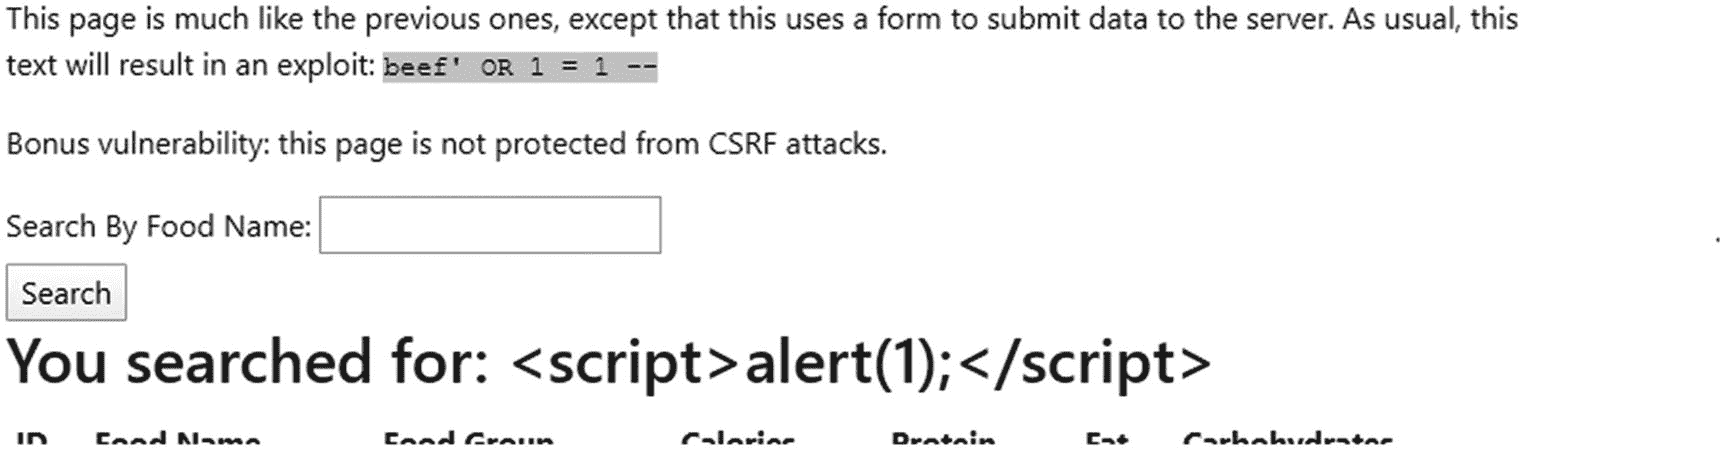 This page is much like the previous ones, except that this uses a form to submit data to the server. As usual, this
text will result in an exploit: beef' OR 1 = 1 --
Bonus vulnerability: this page is not protected from CSRF attacks.
Search By Food Name:
Search
You searched for: <script>alert(1);</script>
ID Food Name Food Group Calories Protein Fat Carbohydrates